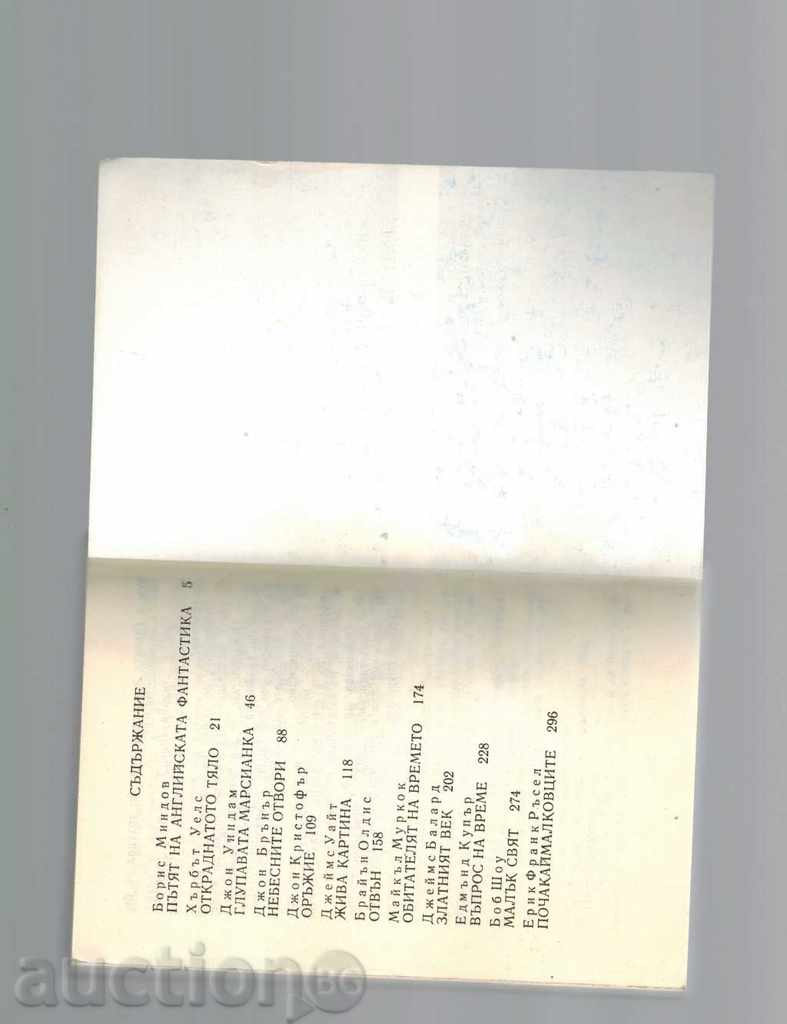 СЪДЪРЖАНИЕ
Борис Миндов
ПЪТЯТ НА АНГЛИЙСКАТА ФАНТАСТИКА 5
Хърбът Уелс
ОТКРАДНАТОТО ТЯЛО 21
Джон Уиндам
ГЛУПАВАТА МАРСИАНКА 46
Джон Брънър
НЕБЕСНИТЕ ОТВОРИ 88
Джон Кристофър
ОРЪЖИЕ 109
Джеймс Уайт
ЖИВА КАРТИНА 118
Брайън Олдис
ОТВЪН 158
Майкъл Муркок
ОБИТАТЕЛЯТ НА ВРЕМЕТО 174
Джеймс Балард
ЗЛАТНИЯТ ВЕК 202
Едмънд Купър
ВЪПРОС НА ВРЕМЕ 228
Боб Шоу
МАЛЪК СВЯТ 274
Ерик Франк Ръсел
ПОЧАКАЙМАЛКОВЦИТЕ 296
auction BG